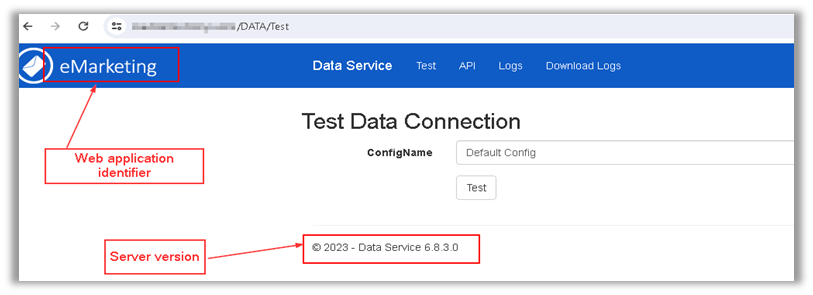 /DATA/Test
eMarketing
Data Service Test API Logs Download Logs
Test Data Connection
Web application
identifier
ConfigName Default Config
Test
Server version
© 2023 - Data Service 6.8.3.0